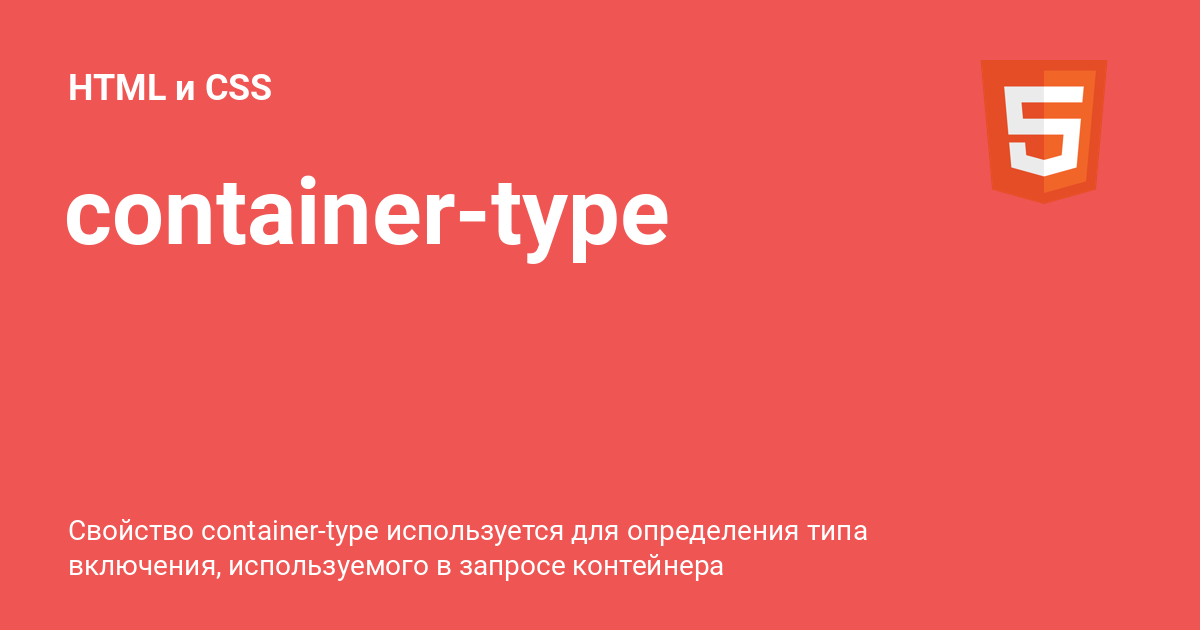 HTML и CSS
container-type
Свойство container-type используется для определения типа
включения, используемого в запросе контейнера